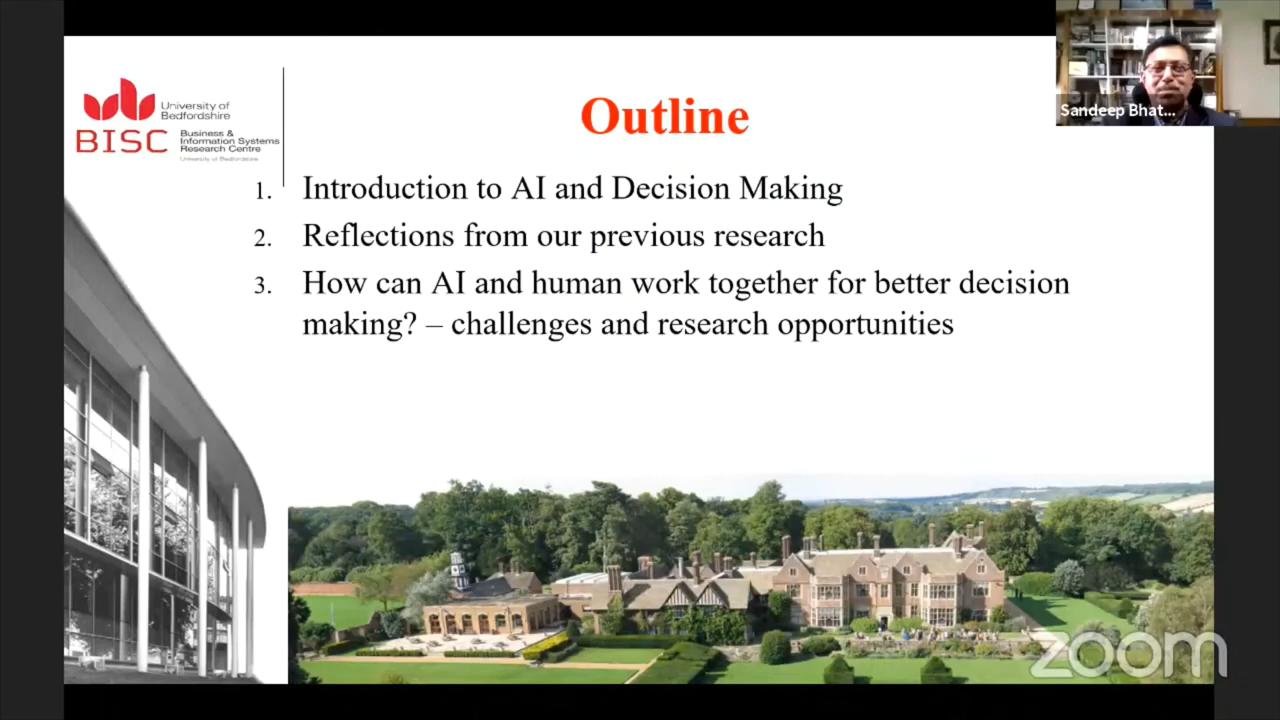 University of
Bedfordshire
BISC
Business &
Information Systems
Research Centre
University of Bedfordshire
Outline
Sandeep Bhat...
1. Introduction to AI and Decision Making
2. Reflections from our previous research
3. How can AI and human work together for better decision
making? – challenges and research opportunities
zoom